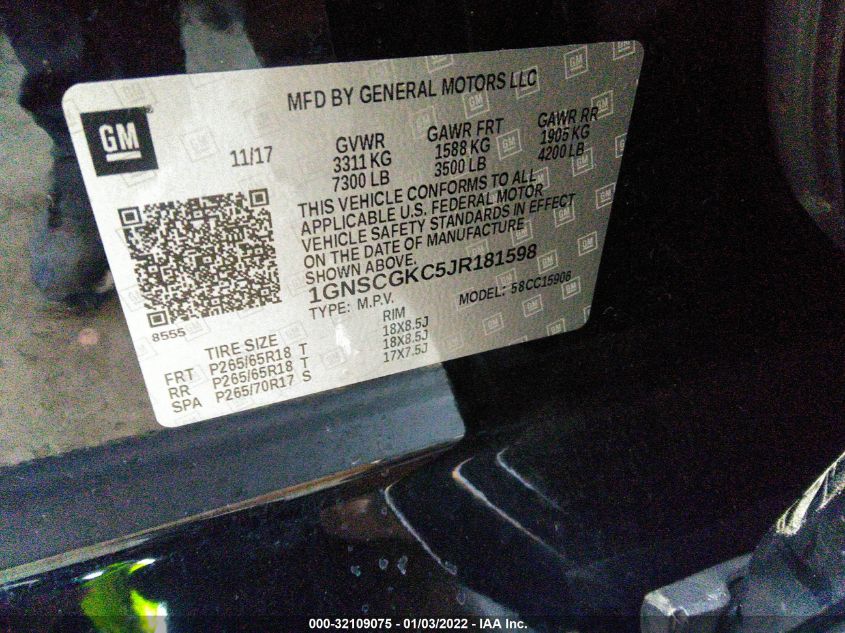 MFD BY GENERAL MOTORS LLC
GM
11/17
GVWR GAWR FRT GAWR RR
3311 KG 1588 KG 1905 KG
7300 LB 3500 LB 4200 LB
THIS VEHICLE CONFORMS TO ALL
APPLICABLE U.S. FEDERAL MOTOR
VEHICLE SAFETY STANDARDS IN EFFECT
ON THE DATE OF MANUFACTURE
SHOWN ABOVE.
1GNSCGKC5JR181598
TYPE: M.P.V. MODEL: 58CC15906
8555
TIRE SIZE RIM
FRT P265/65R18 T 18X8.5J
RR P265/65R18 T 18X8.5J
SPA P265/70R17 S 17X7.5J
000-32109075 - 01/03/2022 - IAA Inc.